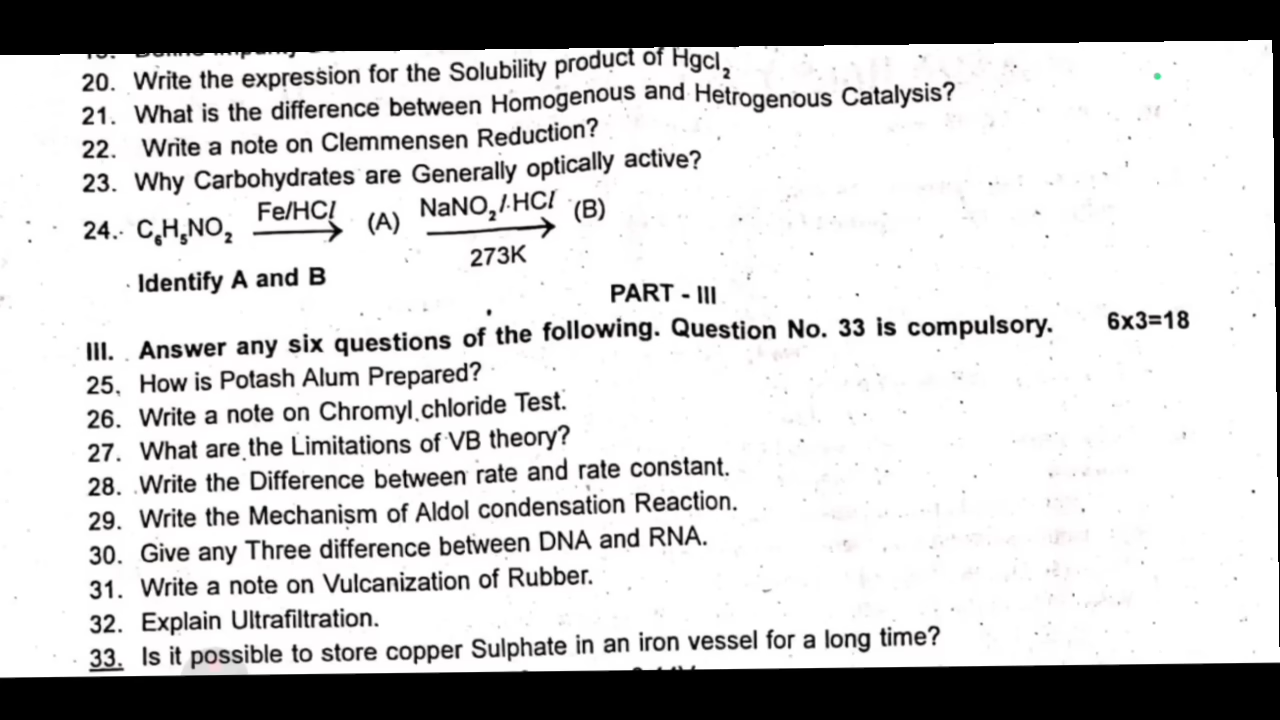 20. Write the expression for the Solubility product of Hgcl₂
21. What is the difference between Homogenous and Hetrogenous Catalysis?
22. Write a note on Clemmensen Reduction?
23. Why Carbohydrates are Generally optically active?
24. C₆H₅NO₂ Fe/HCl → (A) NaNO₂/HCl → (B)
273K
Identify A and B
PART - III
III. Answer any six questions of the following. Question No. 33 is compulsory. 6x3=18
25. How is Potash Alum Prepared?
26. Write a note on Chromyl chloride Test.
27. What are the Limitations of VB theory?
28. Write the Difference between rate and rate constant.
29. Write the Mechanism of Aldol condensation Reaction.
30. Give any Three difference between DNA and RNA.
31. Write a note on Vulcanization of Rubber.
32. Explain Ultrafiltration.
33. Is it possible to store copper Sulphate in an iron vessel for a long time?